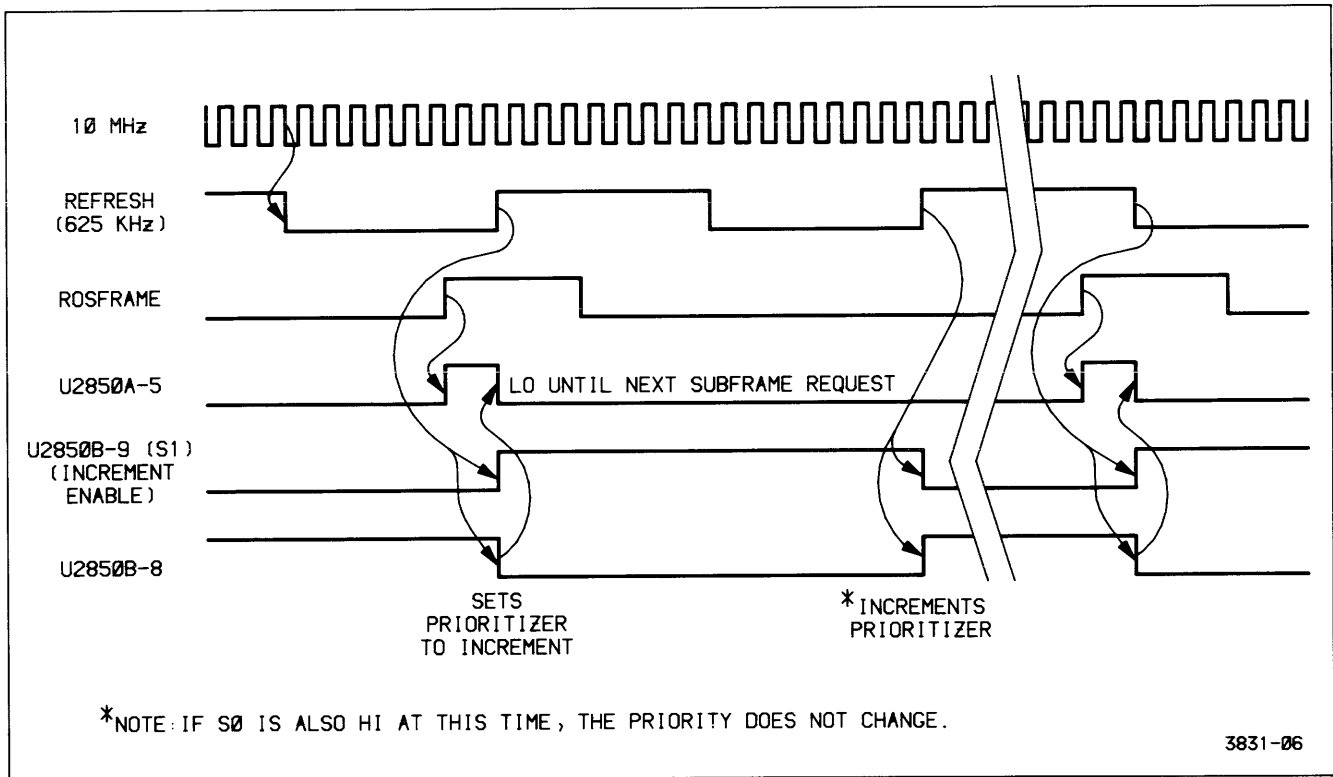 10 MHz
REFRESH
(625 KHz)
ROSFRAME
U2850A-5
LO UNTIL NEXT SUBFRAME REQUEST
U2850B-9 (S1)
(INCREMENT
ENABLE)
U2850B-8
SETS
PRIORITIZER
TO INCREMENT
*INCREMENTS
PRIORITIZER
*NOTE: IF S0 IS ALSO HI AT THIS TIME, THE PRIORITY DOES NOT CHANGE.
3831-06